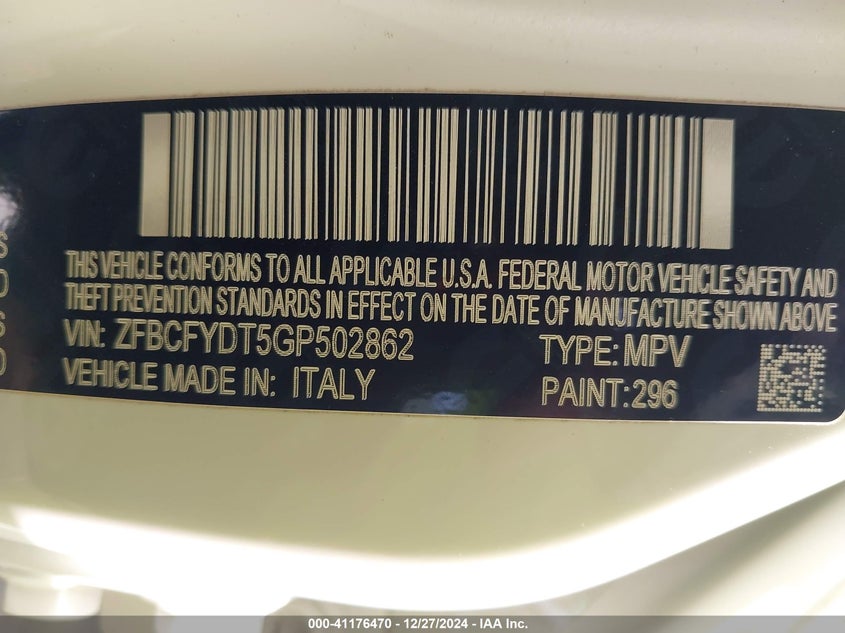 THIS VEHICLE CONFORMS TO ALL APPLICABLE U.S.A. FEDERAL MOTOR VEHICLE SAFETY AND
THEFT PREVENTION STANDARDS IN EFFECT ON THE DATE OF MANUFACTURE SHOWN ABOVE
VIN: ZFBCFYDT5GP502862 TYPE: MPV
VEHICLE MADE IN: ITALY PAINT: 296
000-41176470 - 12/27/2024 - IAA Inc.